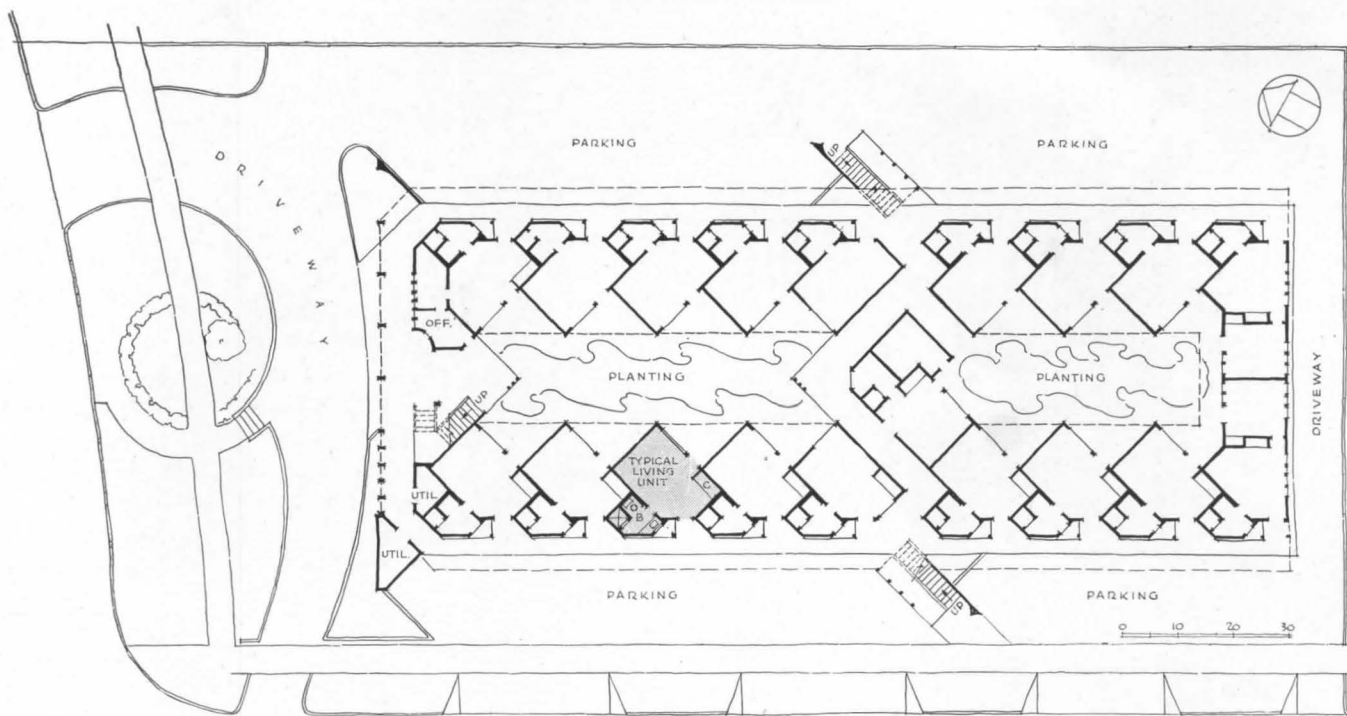 PARKING
PARKING
UP
DRIVEWAY
OFF.
PLANTING
PLANTING
DRIVEWAY
UP
TYPICAL
LIVING
UNIT
C
UTIL.
B
UTIL.
PARKING
PARKING
UP
0 10 20 30